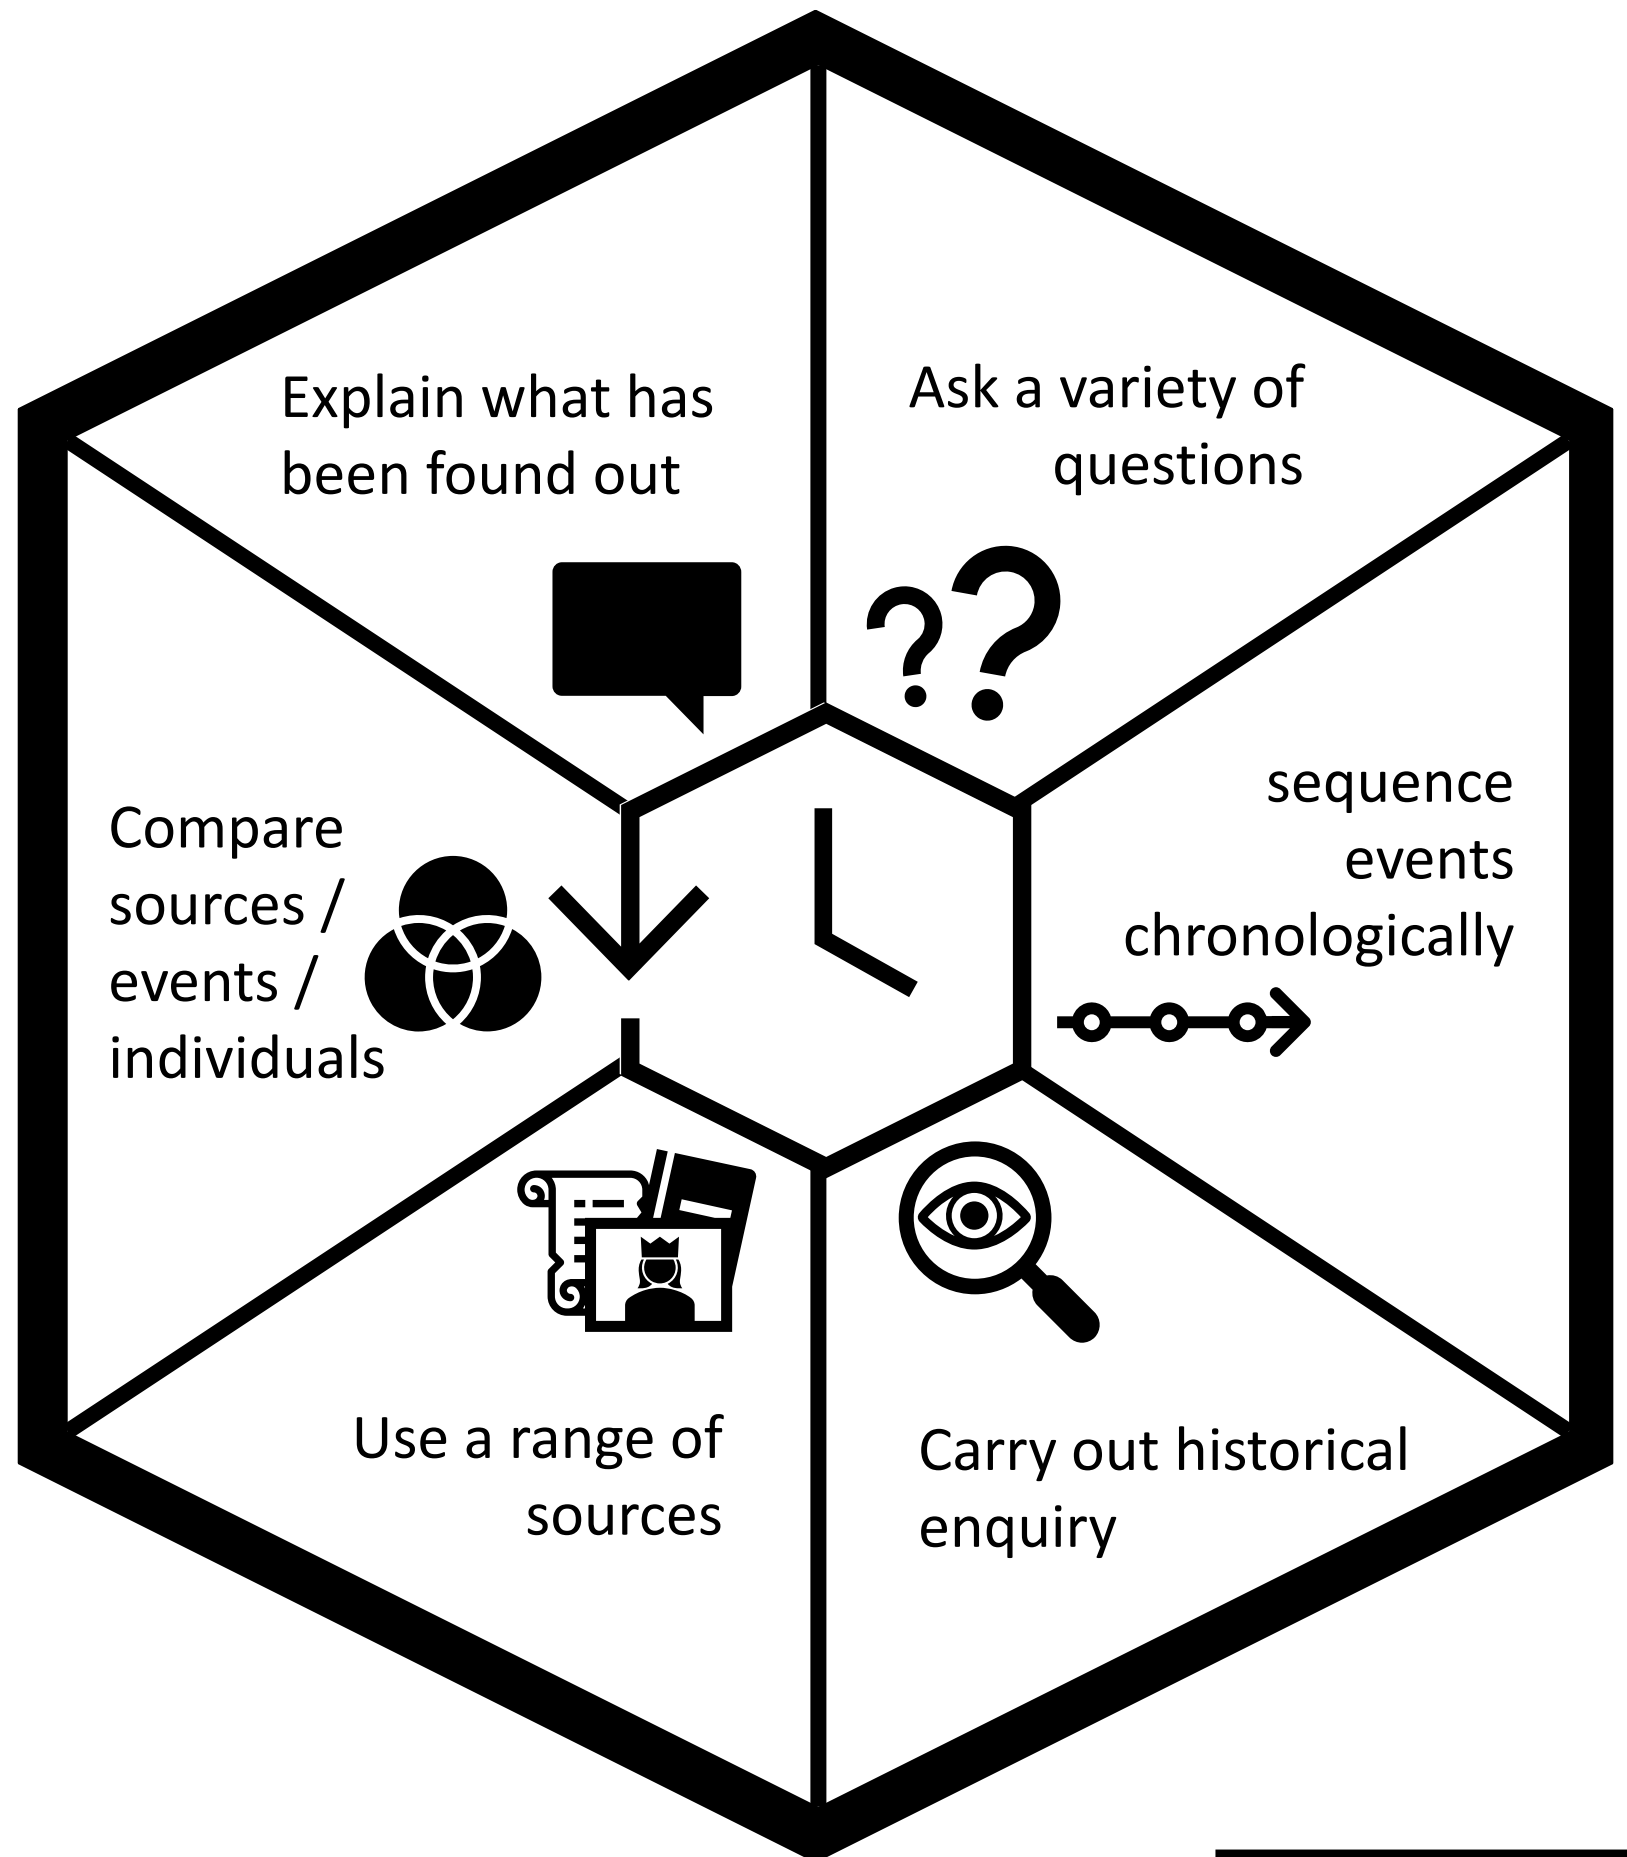 Explain what has
been found out
Ask a variety of
questions
sequence
events
chronologically
Carry out historical
enquiry
Use a range of
sources
Compare
sources /
events /
individuals